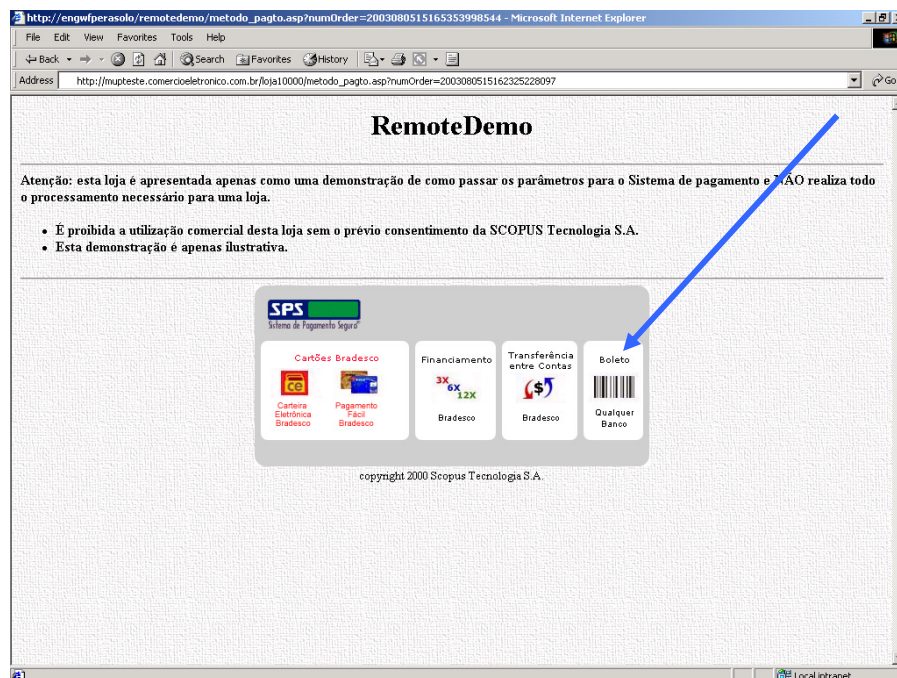 http://engwfperasolo/remotedemo/metodo_pagto.asp?numOrder=2003080515165353998544 - Microsoft Internet Explorer
File Edit View Favorites Tools Help
Back Search Favorites History
Address http://mupteste.comercioeletronico.com.br/loja10000/metodo_pagto.asp?numOrder=2003080515162325228097 Go
RemoteDemo
Atenção: esta loja é apresentada apenas como uma demonstração de como passar os parâmetros para o Sistema de pagamento e NÃO realiza todo
o processamento necessário para uma loja.
• É proibida a utilização comercial desta loja sem o prévio consentimento da SCOPUS Tecnologia S.A.
• Esta demonstração é apenas ilustrativa.
SPS
Sistema de Pagamento Seguro
Cartões Bradesco
ce
Carteira
Eletrônica
Bradesco
Pagamento
Fácil
Bradesco
Financiamento
3X
6X
12X
Bradesco
Transferência
entre Contas
$
Bradesco
Boleto
Qualquer
Banco
copyright 2000 Scopus Tecnologia S.A.
Local intranet